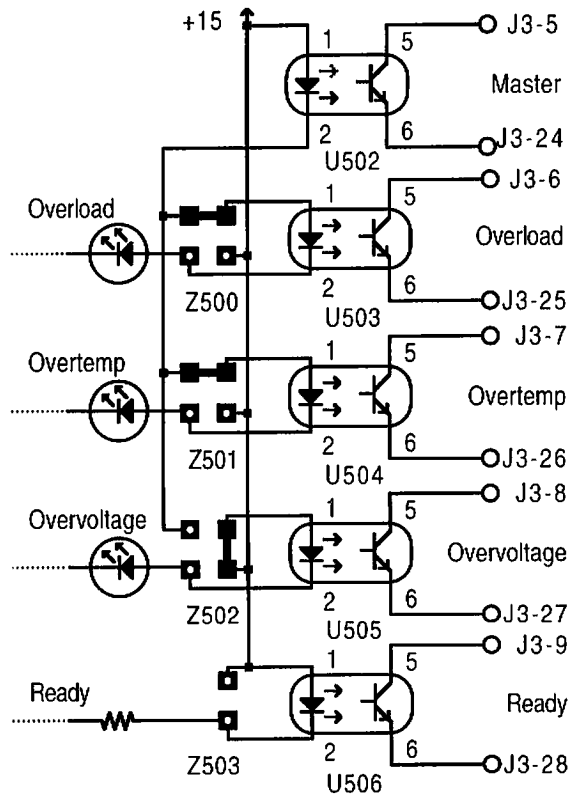 +15
1 5 J3-5
Master
2 6 J3-24
U502
5 J3-6
Overload 1
Overload
Z500 2 6 J3-25
U503
5 J3-7
Overtemp 1
Overtemp
Z501 2 6 J3-26
U504
5 J3-8
Overvoltage 1
Overvoltage
Z502 2 6 J3-27
U505
1 5 J3-9
Ready
Ready
Z503 2 6 J3-28
U506